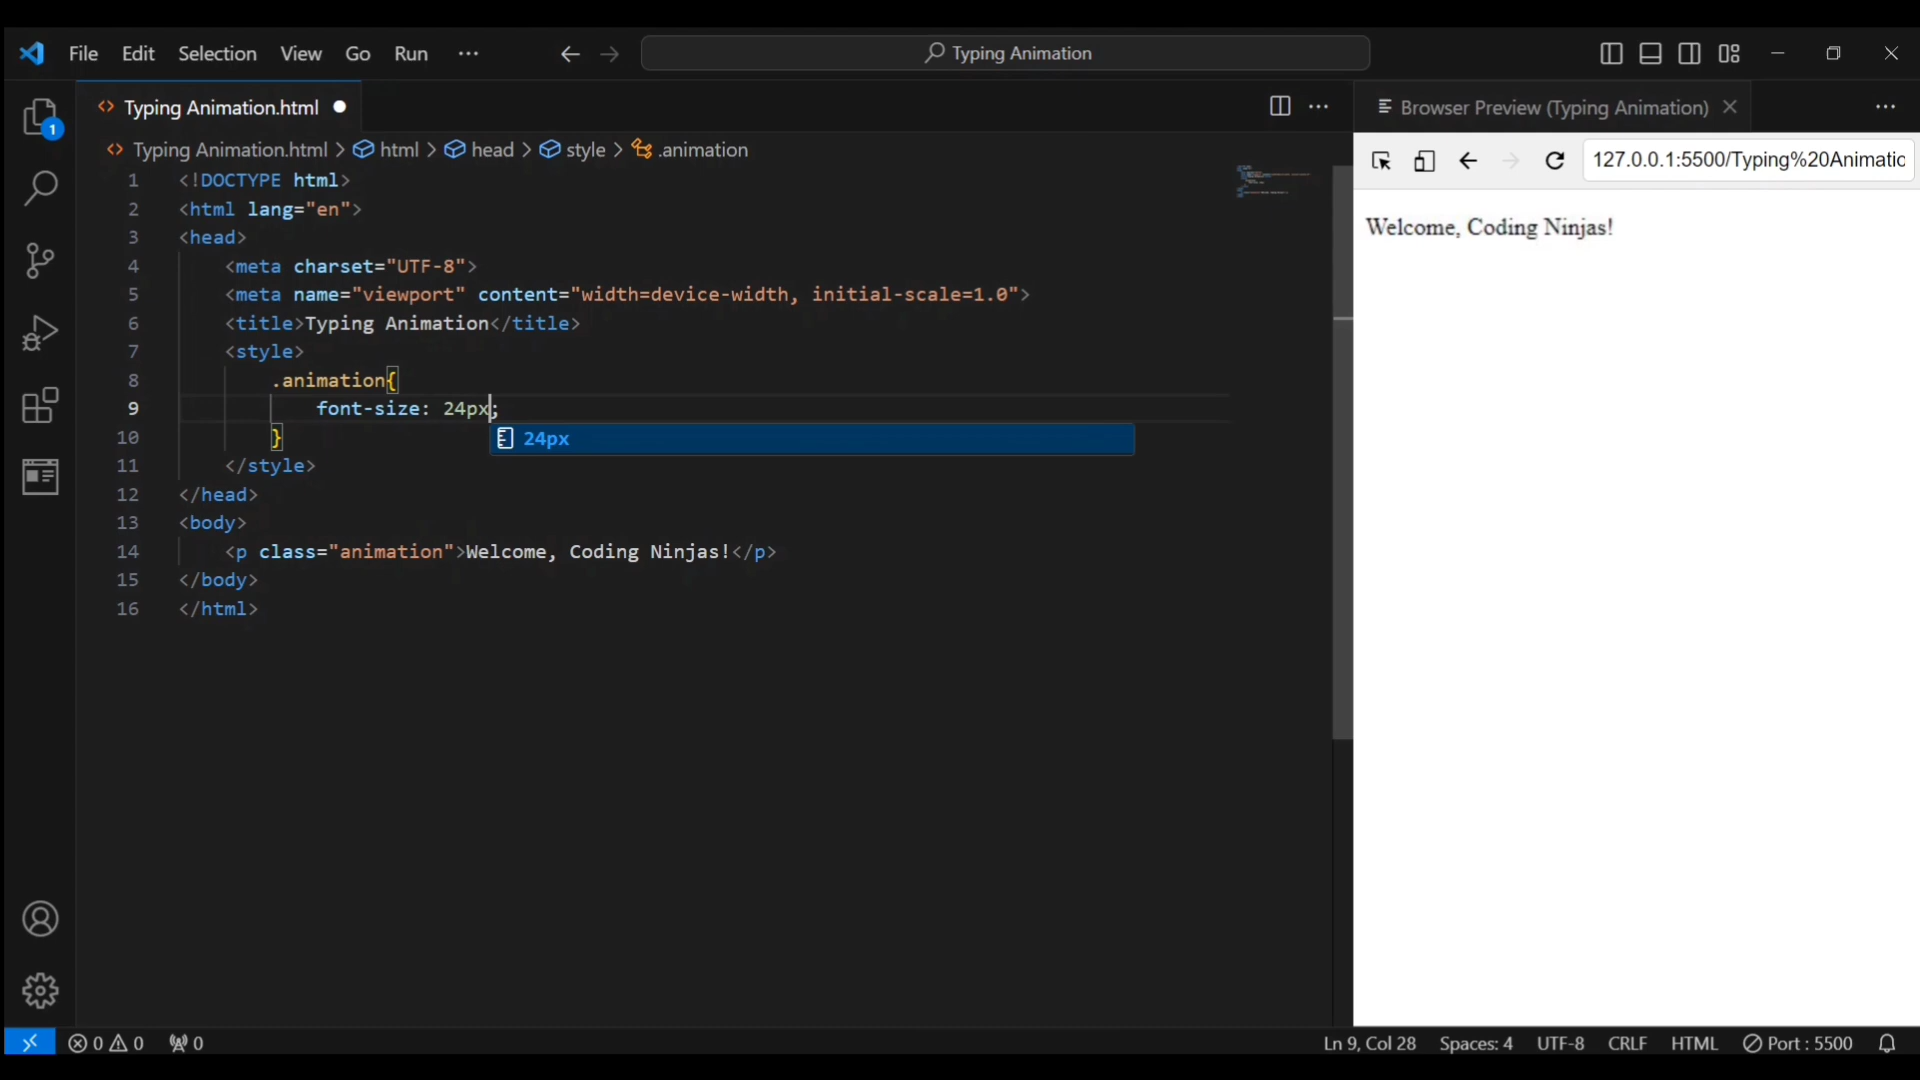 File Edit Selection View Go Run ··· Typing Animation
Typing Animation.html
Browser Preview (Typing Animation)
Typing Animation.html > html > head > style > .animation
127.0.0.1:5500/Typing%20Animatic
1 <!DOCTYPE html>
2 <html lang="en">
3 <head>
4 <meta charset="UTF-8">
5 <meta name="viewport" content="width=device-width, initial-scale=1.0">
6 <title>Typing Animation</title>
7 <style>
8 .animation{
9 font-size: 24px;
10 }
24px
11 </style>
12 </head>
13 <body>
14 <p class="animation">Welcome, Coding Ninjas!</p>
15 </body>
16 </html>
Welcome, Coding Ninjas!
1
0 0 0 Ln 9, Col 28 Spaces: 4 UTF-8 CRLF HTML Port : 5500